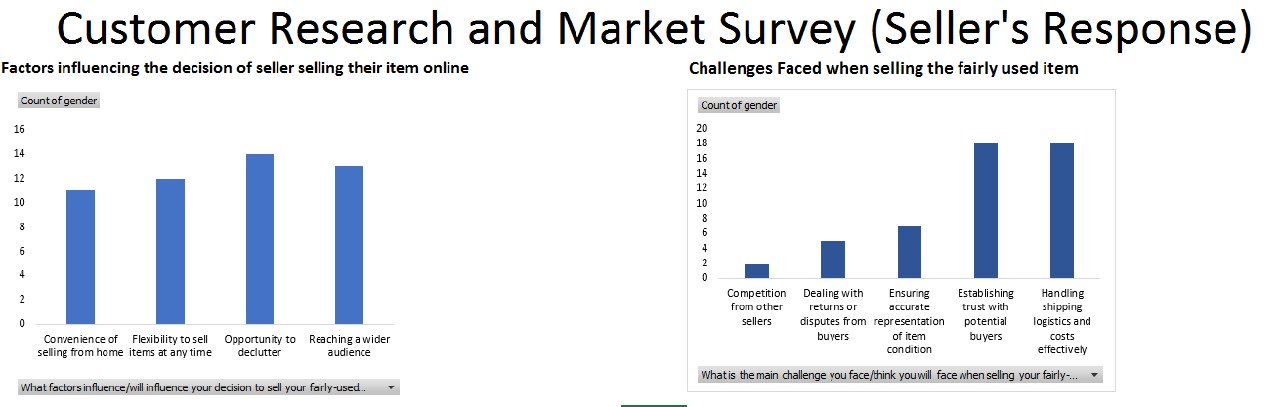 Customer Research and Market Survey (Seller's Response)
Factors influencing the decision of seller selling their item online
Count of gender
16
14
12
10
8
6
4
2
0
Convenience of
selling from home
Flexibility to sell
items at any time
Opportunity to
declutter
Reaching a wider
audience
What factors influence/will influence your decision to sell your farly-used...
Challenges Faced when selling the fairly used item
Count of gender
20
18
16
14
12
10
8
6
4
2
0
Competition
from other
sellers
Dealing with
returns or
disputes from
buyers
Ensuring
accurate
representation
of item
condition
Establishing
trust with
potential
buyers
Handling
shipping
logistics and
costs
effectively
What is the main challenge you face/think you will face when selling your fairly-...